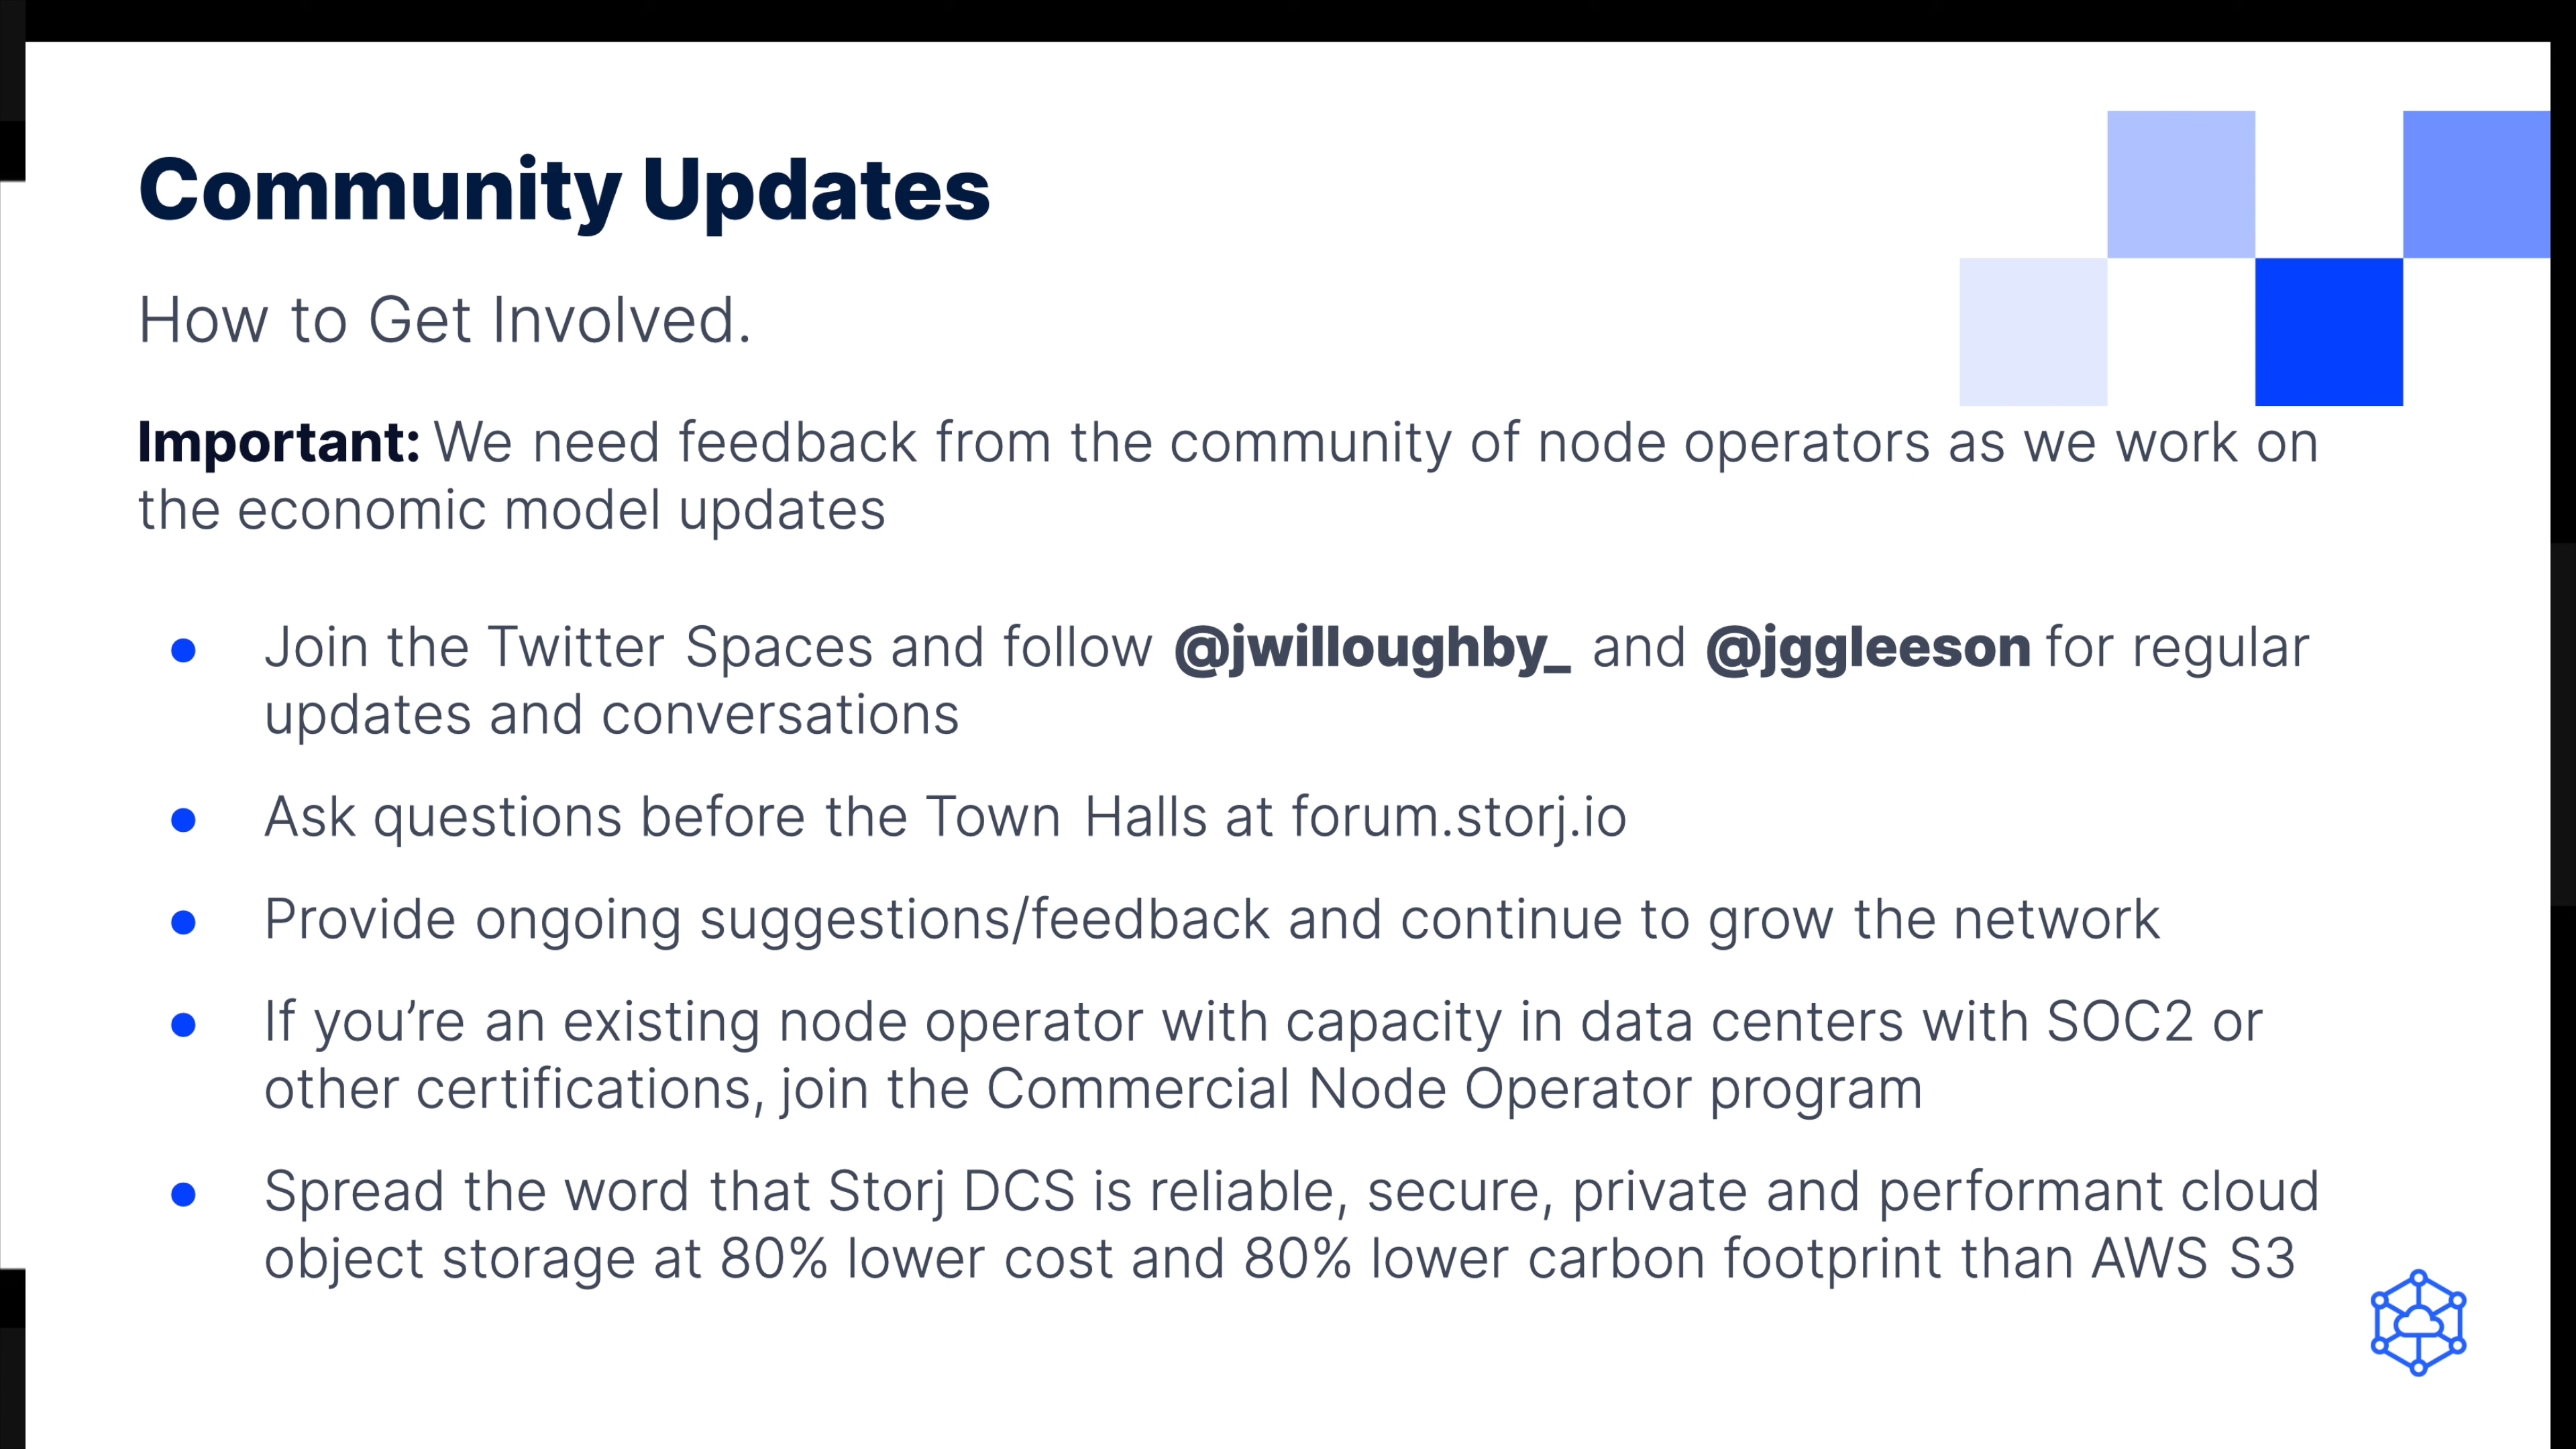 Community Updates
How to Get Involved.
Important: We need feedback from the community of node operators as we work on
the economic model updates
● Join the Twitter Spaces and follow @jwilloughby_ and @jggleeson for regular
updates and conversations
● Ask questions before the Town Halls at forum.storj.io
● Provide ongoing suggestions/feedback and continue to grow the network
● If you’re an existing node operator with capacity in data centers with SOC2 or
other certifications, join the Commercial Node Operator program
● Spread the word that Storj DCS is reliable, secure, private and performant cloud
object storage at 80% lower cost and 80% lower carbon footprint than AWS S3